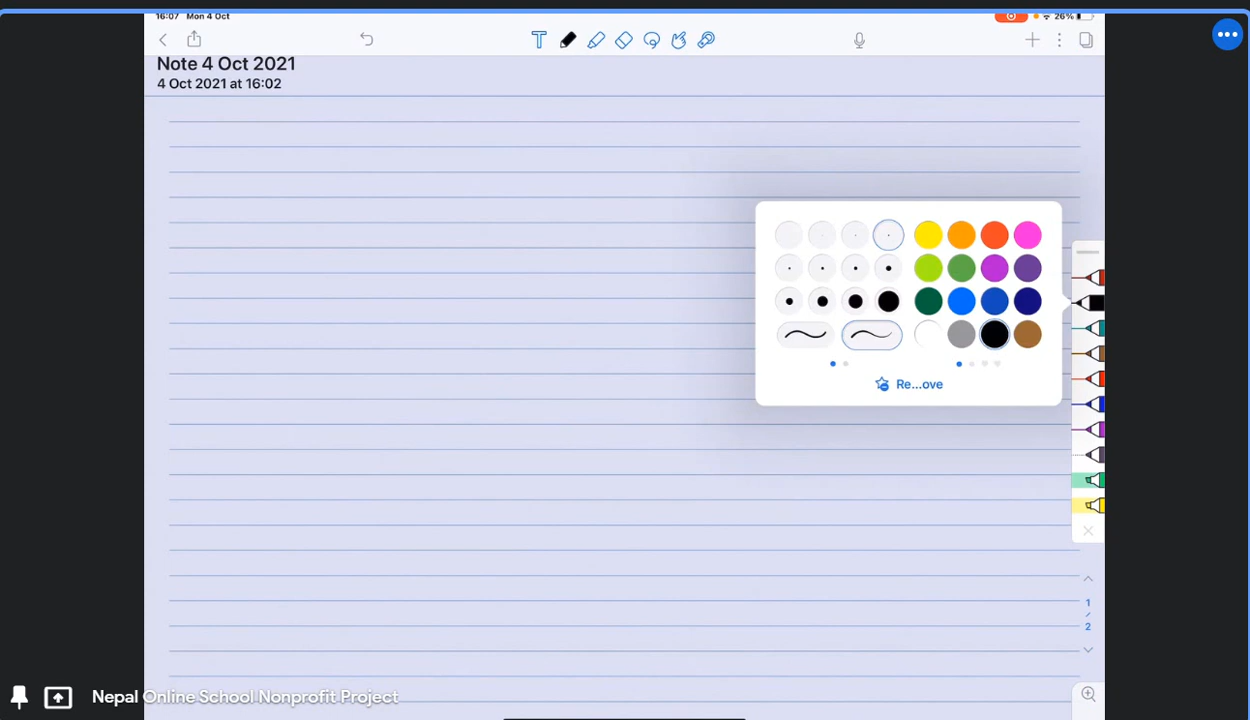 16:07 Mon 4 Oct
26%
T
Note 4 Oct 2021
4 Oct 2021 at 16:02
Re...ove
1
2
Nepal Online School Nonprofit Project